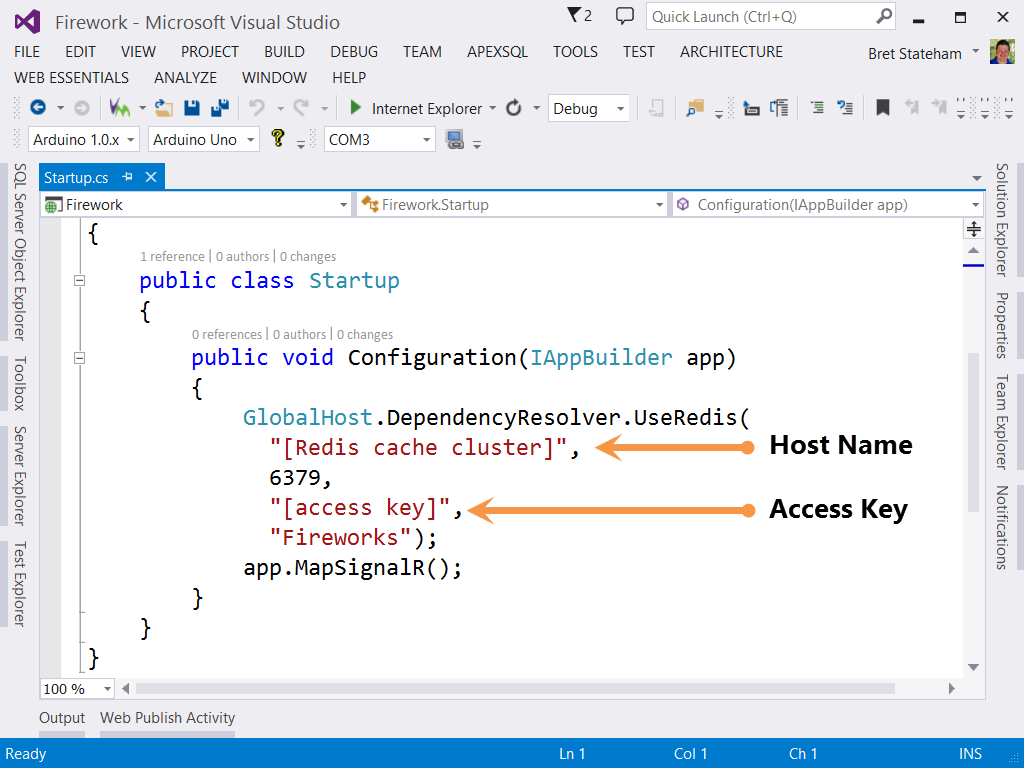 Firework - Microsoft Visual Studio
2
Quick Launch (Ctrl+Q)
FILE EDIT VIEW PROJECT BUILD DEBUG TEAM APEXSQL TOOLS TEST ARCHITECTURE
Bret Stateham
WEB ESSENTIALS ANALYZE WINDOW HELP
Internet Explorer Debug
Arduino 1.0.x Arduino Uno ? COM3
SQL Server Object Explorer
Toolbox
Server Explorer
Test Explorer
Startup.cs
Firework Firework.Startup Configuration(IAppBuilder app)
{
1 reference | 0 authors | 0 changes
public class Startup
{
0 references | 0 authors | 0 changes
public void Configuration(IAppBuilder app)
{
GlobalHost.DependencyResolver.UseRedis(
"[Redis cache cluster]", Host Name
6379,
"[access key]", Access Key
"Fireworks");
app.MapSignalR();
}
}
}
100 %
Solution Explorer
Properties
Team Explorer
Notifications
Output Web Publish Activity
Ready Ln 1 Col 1 Ch 1 INS